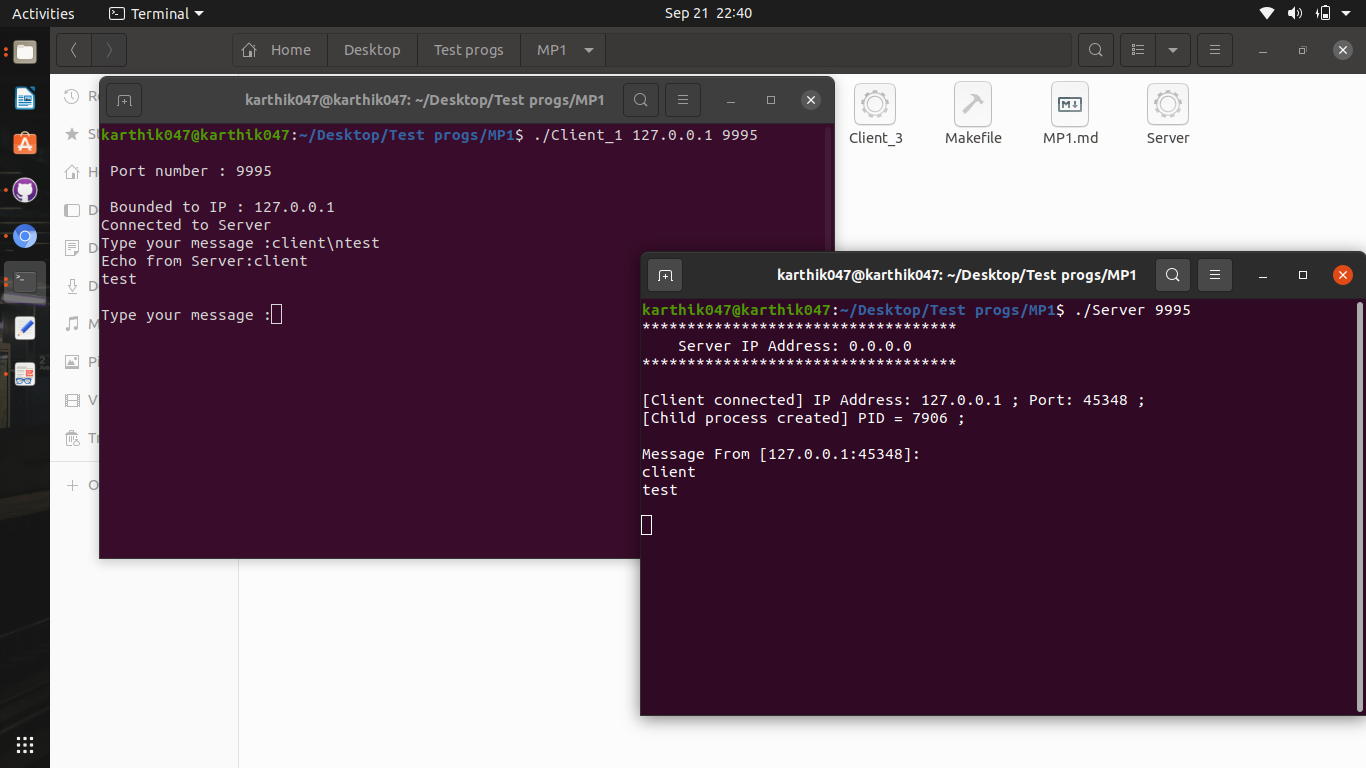 Activities
Terminal
Sep 21 22:40
Home
Desktop
Test progs
MP1
karthik047@karthik047: ~/Desktop/Test progs/MP1
karthik047@karthik047:~/Desktop/Test progs/MP1$ ./Client_1 127.0.0.1 9995
Port number : 9995
Bounded to IP : 127.0.0.1
Connected to Server
Type your message :client\ntest
Echo from Server:client
test
Type your message :
Client_3
Makefile
MP1.md
Server
karthik047@karthik047: ~/Desktop/Test progs/MP1
karthik047@karthik047:~/Desktop/Test progs/MP1$ ./Server 9995
***********************************
Server IP Address: 0.0.0.0
***********************************
[Client connected] IP Address: 127.0.0.1 ; Port: 45348 ;
[Child process created] PID = 7906 ;
Message From [127.0.0.1:45348]:
client
test